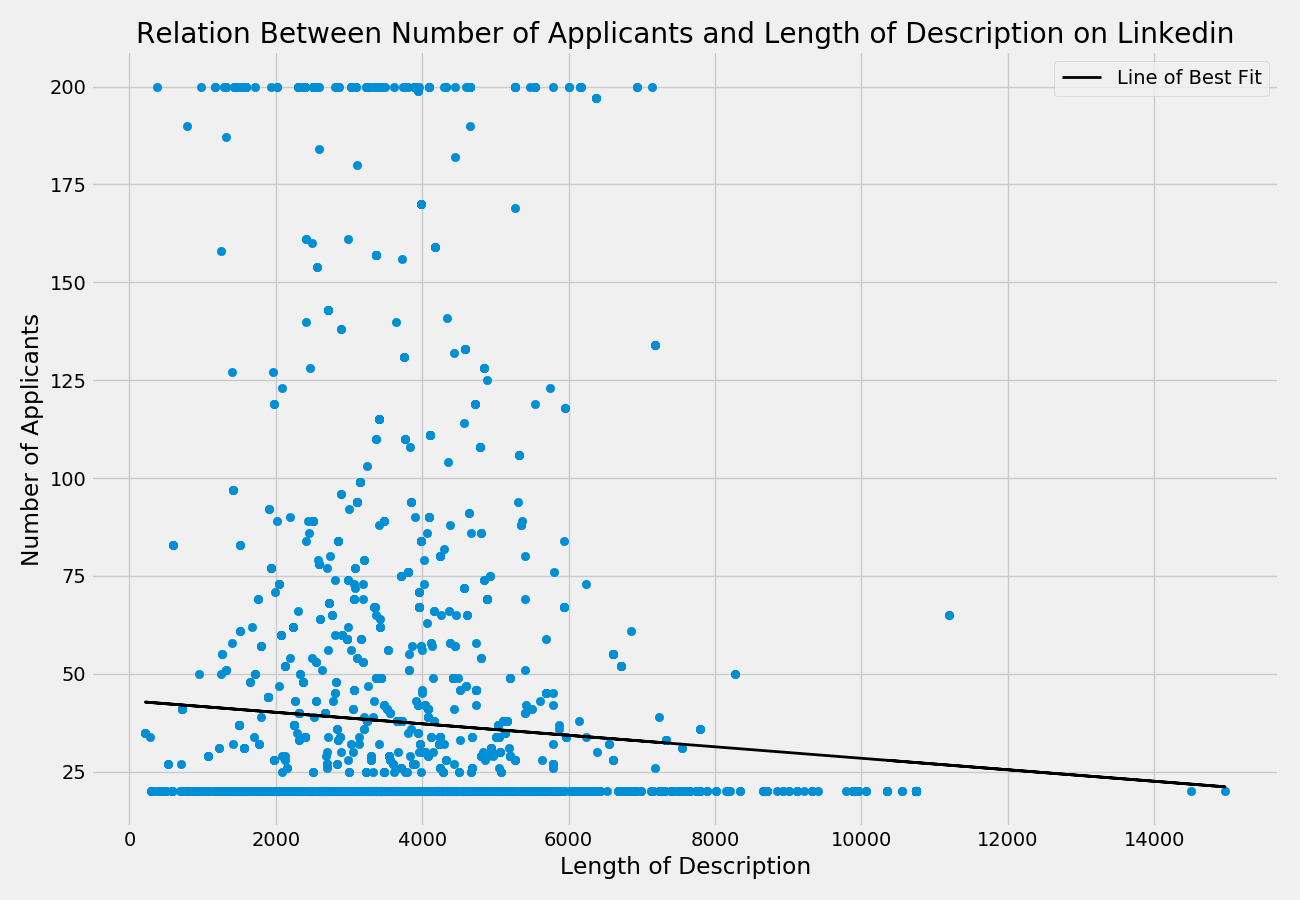 Relation Between Number of Applicants and Length of Description on Linkedin
Line of Best Fit
Number of Applicants
200
175
150
125
100
75
50
25
0 2000 4000 6000 8000 10000 12000 14000
Length of Description